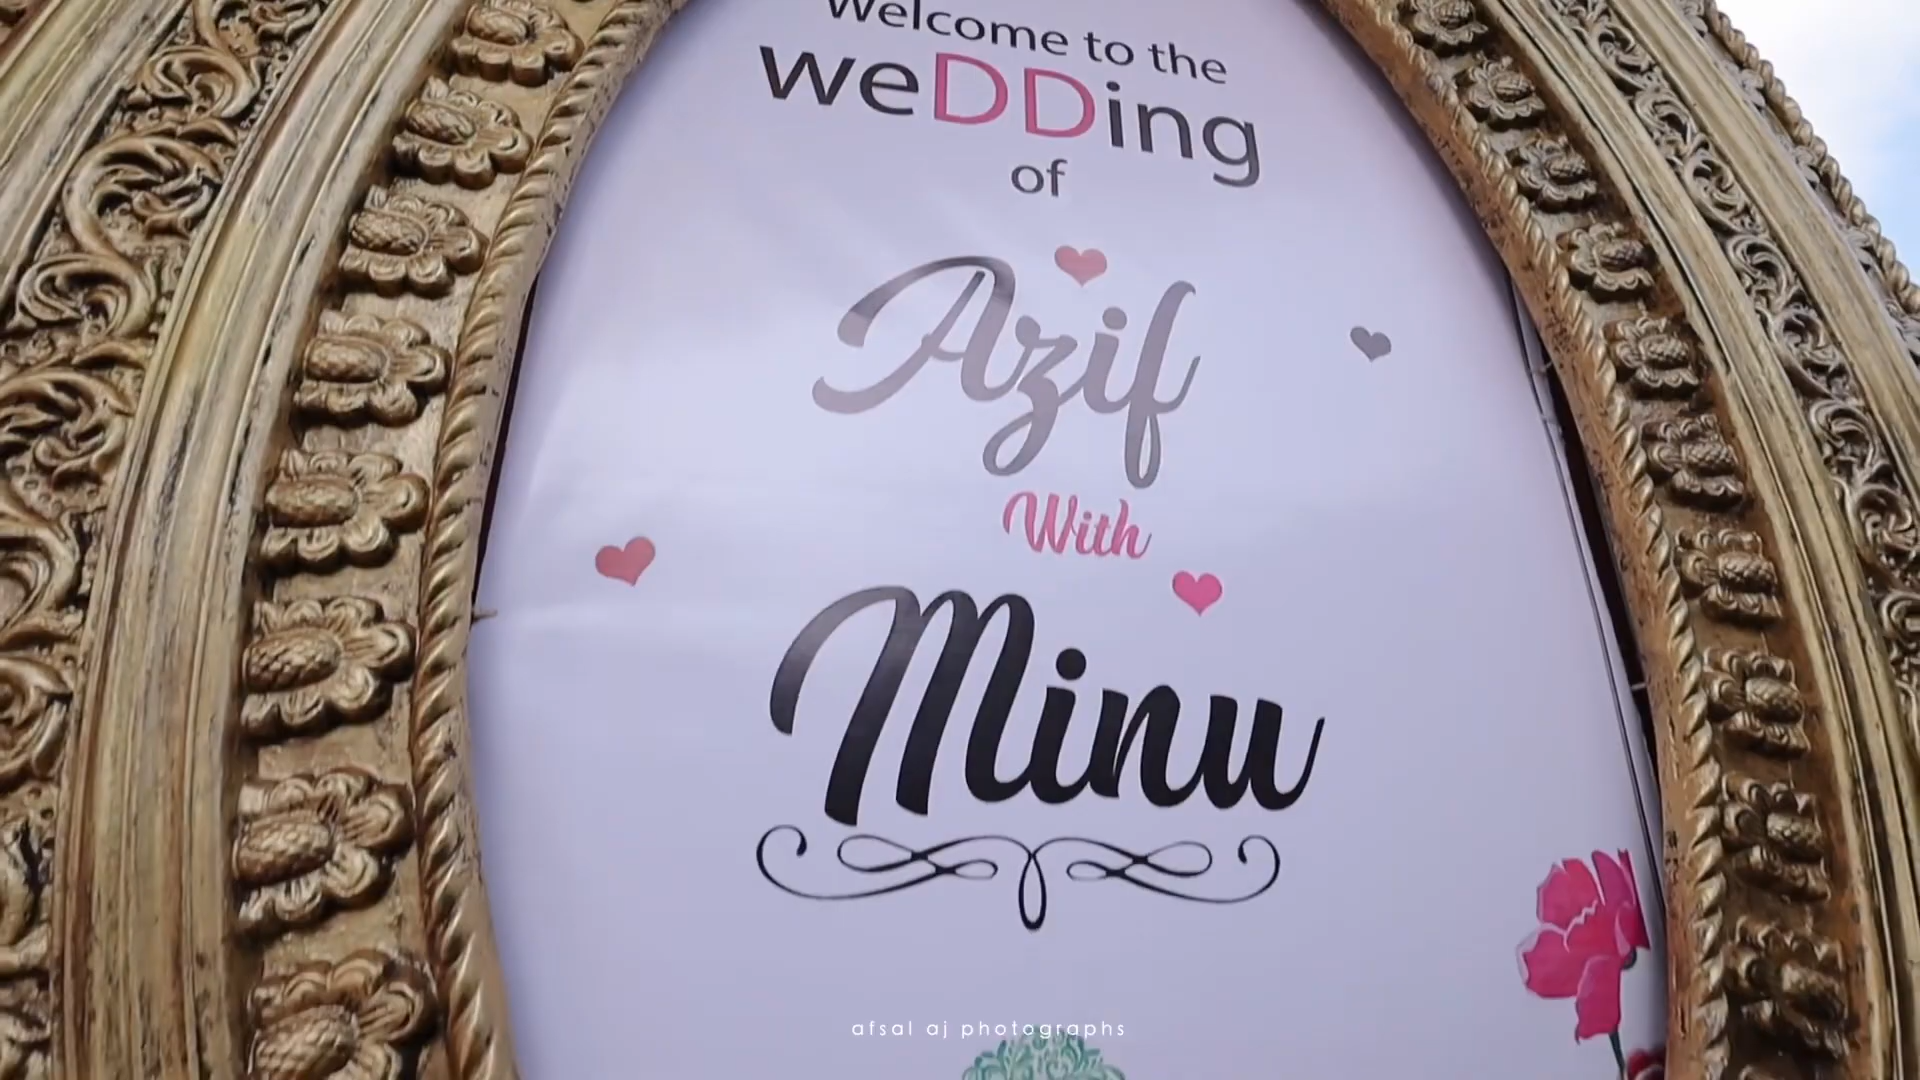 Welcome to the
weDDing
of
Azif
With
Minu
afsal aj photographs